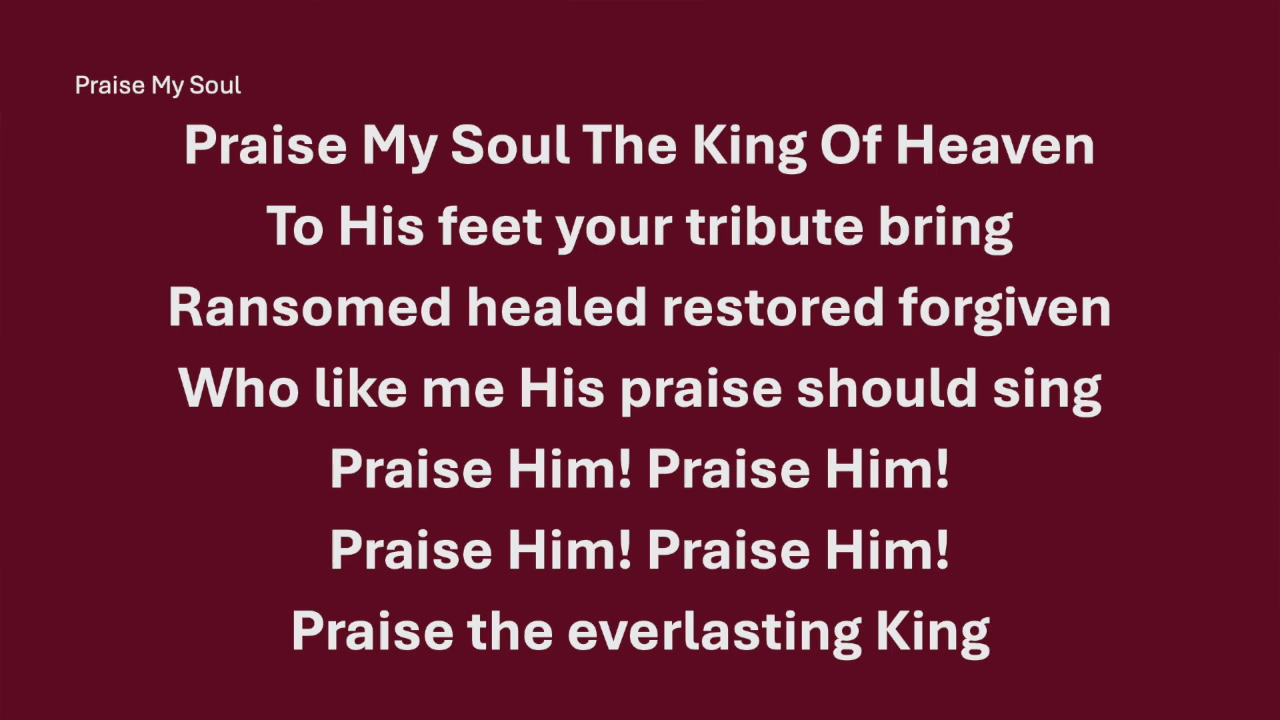 Praise My Soul
Praise My Soul The King Of Heaven
To His feet your tribute bring
Ransomed healed restored forgiven
Who like me His praise should sing
Praise Him! Praise Him!
Praise Him! Praise Him!
Praise the everlasting King